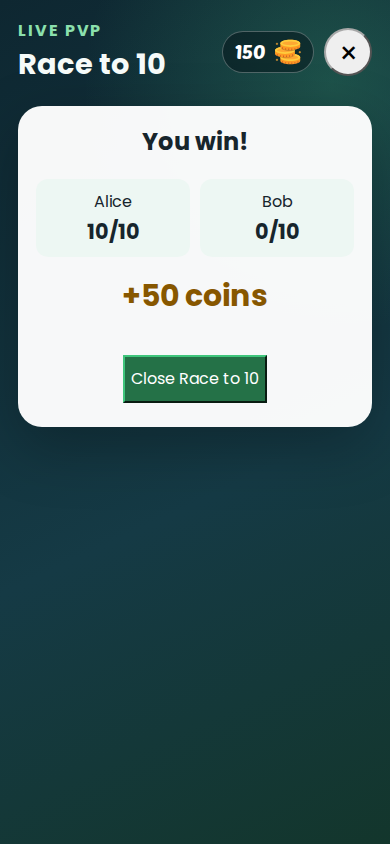 LIVE PVP
Race to 10
150
×
You win!
Alice
10/10
Bob
0/10
+50 coins
Close Race to 10